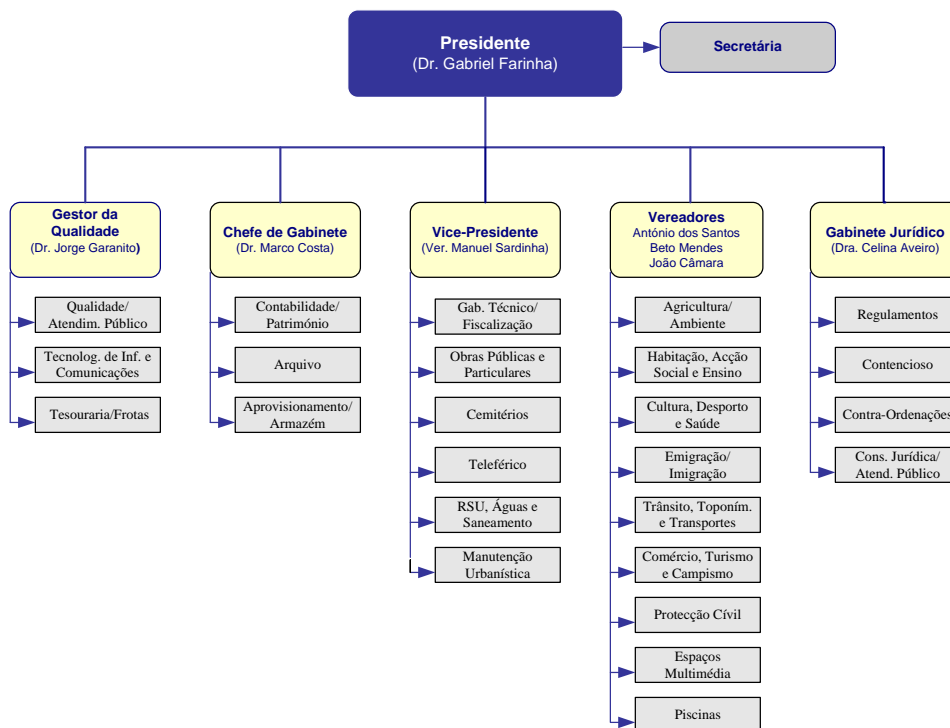 Presidente
(Dr. Gabriel Farinha)
Secretária
Gestor da
Qualidade
(Dr. Jorge Garanito)
Qualidade/
Atendim. Público
Tecnolog. de Inf. e
Comunicações
Tesouraria/Frotas
Chefe de Gabinete
(Dr. Marco Costa)
Contabilidade/
Património
Arquivo
Aprovisionamento/
Armazém
Vice-Presidente
(Ver. Manuel Sardinha)
Gab. Técnico/
Fiscalização
Obras Públicas e
Particulares
Cemitérios
Teleférico
RSU, Águas e
Saneamento
Manutenção
Urbanística
Vereadores
António dos Santos
Beto Mendes
João Câmara
Agricultura/
Ambiente
Habitação, Acção
Social e Ensino
Cultura, Desporto
e Saúde
Emigração/
Imigração
Trânsito, Toponím.
e Transportes
Comércio, Turismo
e Campismo
Protecção Cívil
Espaços
Multimédia
Piscinas
Gabinete Jurídico
(Dra. Celina Aveiro)
Regulamentos
Contencioso
Contra-Ordenações
Cons. Jurídica/
Atend. Público